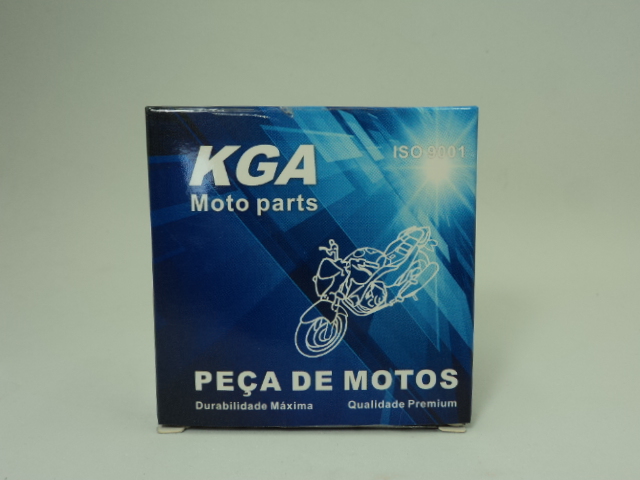 KGA
ISO 9001
Moto parts
PEÇA DE MOTOS
Durabilidade Máxima Qualidade Premium